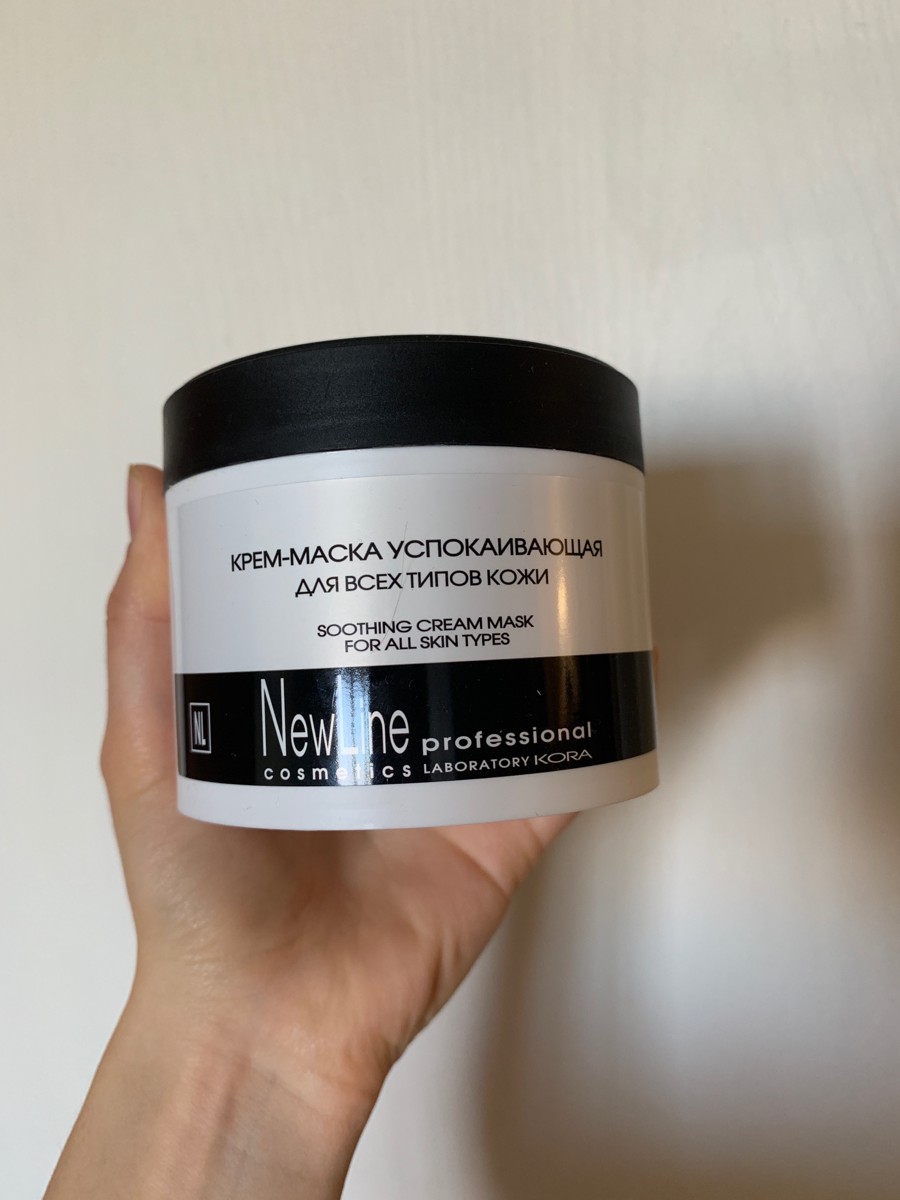 КРЕМ-МАСКА УСПОКАИВАЮЩАЯ
ДЛЯ ВСЕХ ТИПОВ КОЖИ
SOOTHING CREAM MASK
FOR ALL SKIN TYPES
NL
NewLine professional
cosmetics LABORATORY KORA